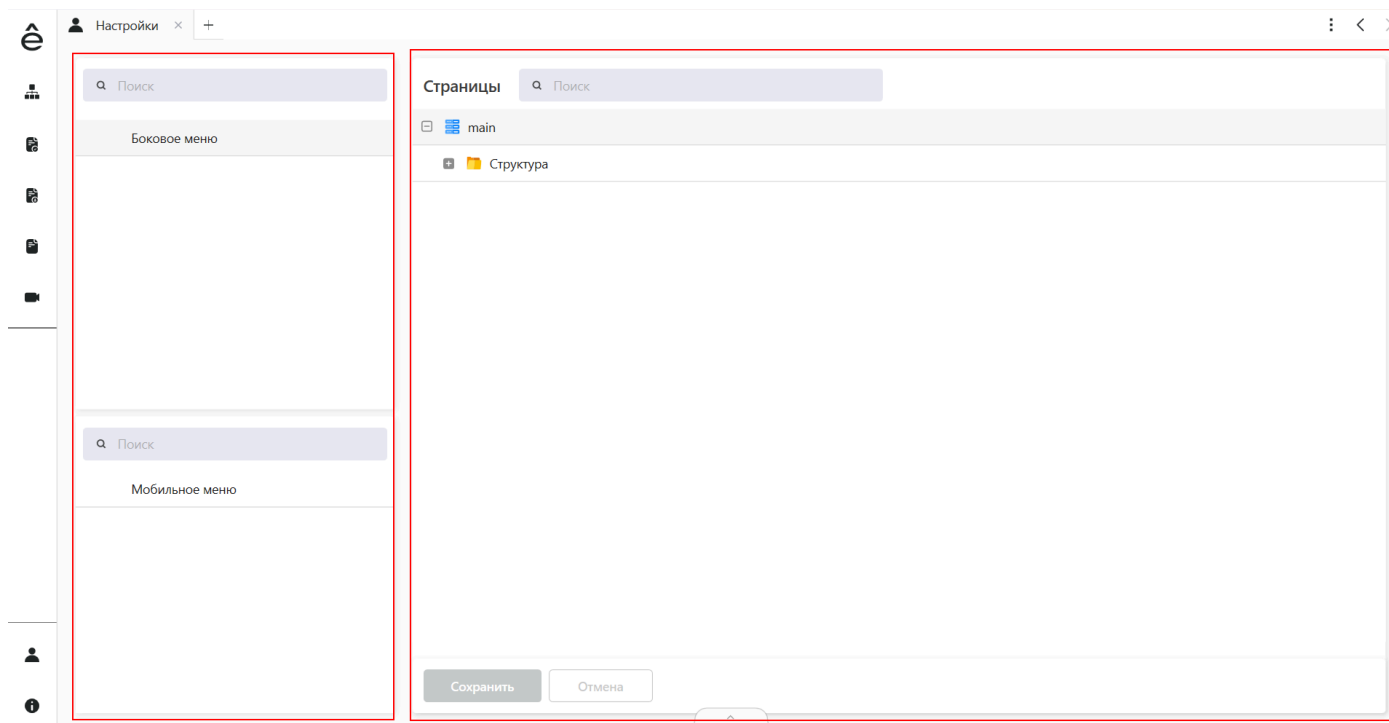 ê
Настройки
Поиск
Боковое меню
Поиск
Мобильное меню
Страницы
Поиск
main
Структура
Сохранить
Отмена